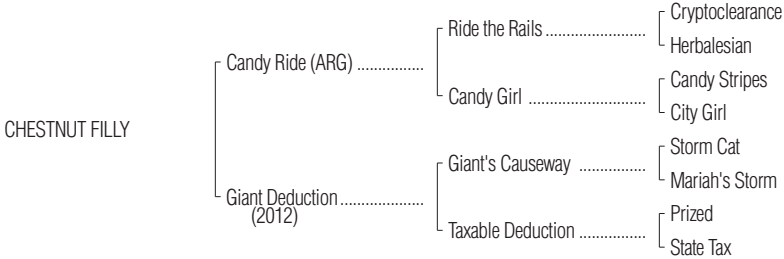 Cryptoclearance
Ride the Rails ........................
Herbalesian
Candy Ride (ARG) ................
Candy Stripes
Candy Girl ............................
City Girl
CHESTNUT FILLY
Storm Cat
Giant's Causeway ................
Mariah's Storm
Giant Deduction ....................
(2012)
Prized
Taxable Deduction ................
State Tax